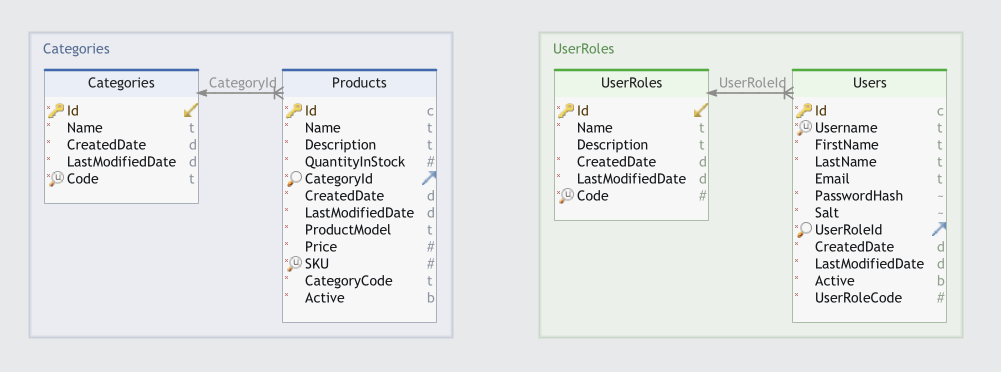 Categories
Categories
CategoryId
Products
Id
Name t
CreatedDate d
LastModifiedDate d
Code t
Id c
Name t
Description t
QuantityInStock #
CategoryId
CreatedDate d
LastModifiedDate d
ProductModel t
Price #
SKU #
CategoryCode t
Active b
UserRoles
UserRoles
UserRoleId
Users
Id
Name t
Description t
CreatedDate d
LastModifiedDate d
Code #
Id c
Username t
FirstName t
LastName t
Email t
PasswordHash ~
Salt ~
UserRoleId
CreatedDate d
LastModifiedDate d
Active b
UserRoleCode #